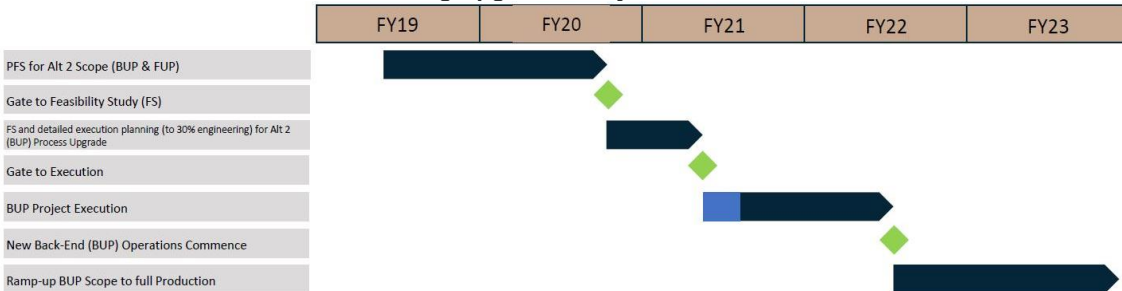 FY19 FY20 FY21 FY22 FY23
PFS for Alt 2 Scope (BUP & FUP)
Gate to Feasibility Study (FS)
FS and detailed execution planning (to 30% engineering) for Alt 2
(BUP) Process Upgrade
Gate to Execution
BUP Project Execution
New Back-End (BUP) Operations Commence
Ramp-up BUP Scope to full Production